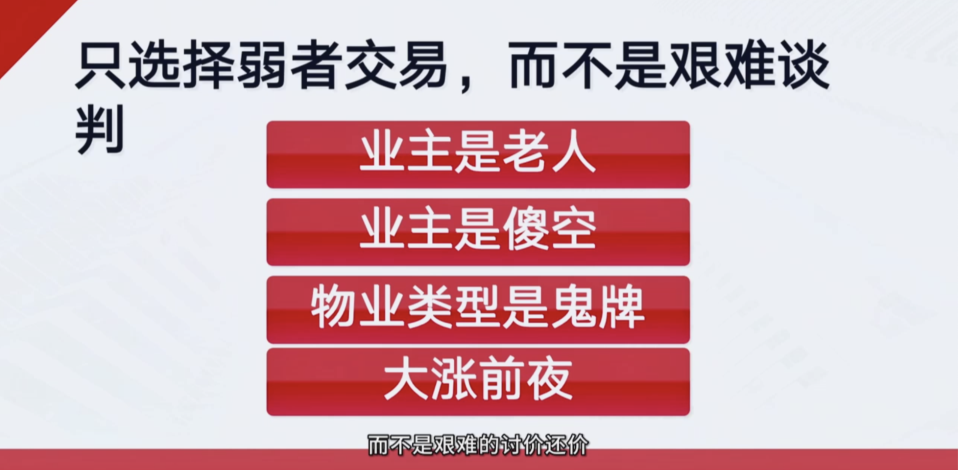 只选择弱者交易，而不是艰难谈
判
业主是老人
业主是傻空
物业类型是鬼牌
大涨前夜
而不是艰难的讨价还价